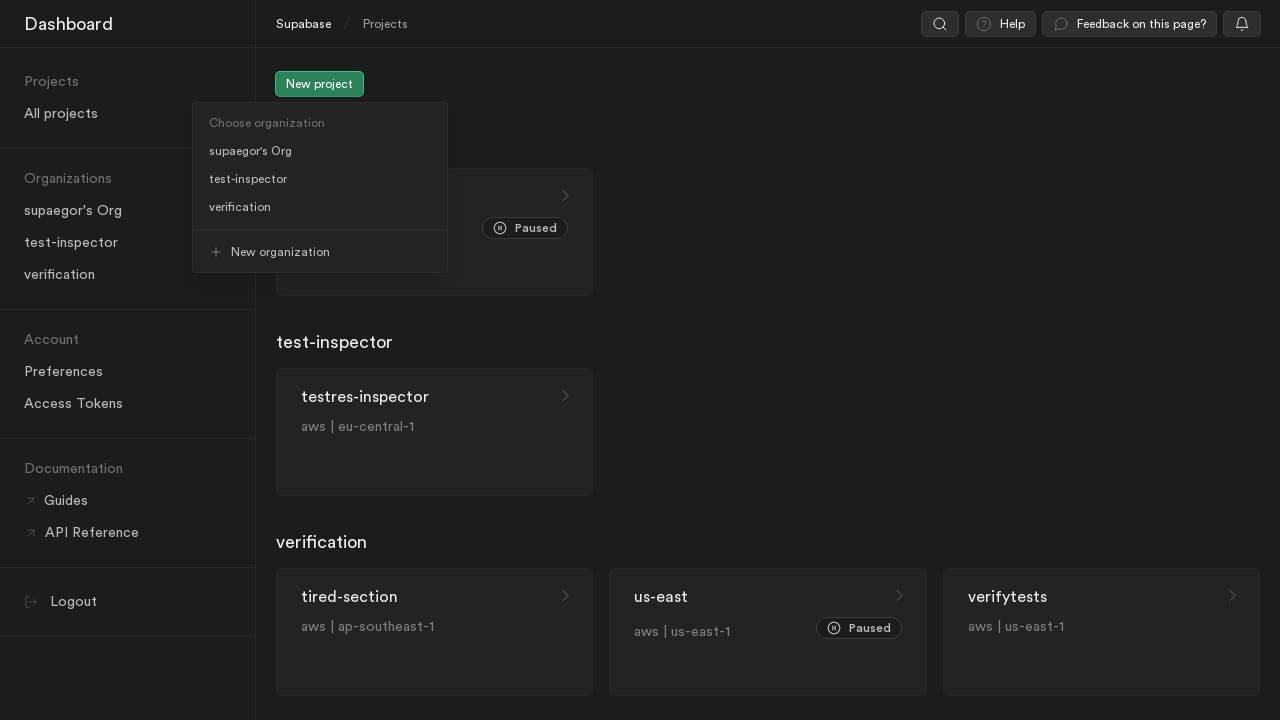 Dashboard
Supabase / Projects
Help
Feedback on this page?
Projects
All projects
Organizations
supaegor's Org
test-inspector
verification
Account
Preferences
Access Tokens
Documentation
Guides
API Reference
Logout
New project
Choose organization
supaegor's Org
test-inspector
verification
New organization
Paused
test-inspector
testres-inspector
aws | eu-central-1
verification
tired-section
aws | ap-southeast-1
us-east
aws | us-east-1
Paused
verifytests
aws | us-east-1